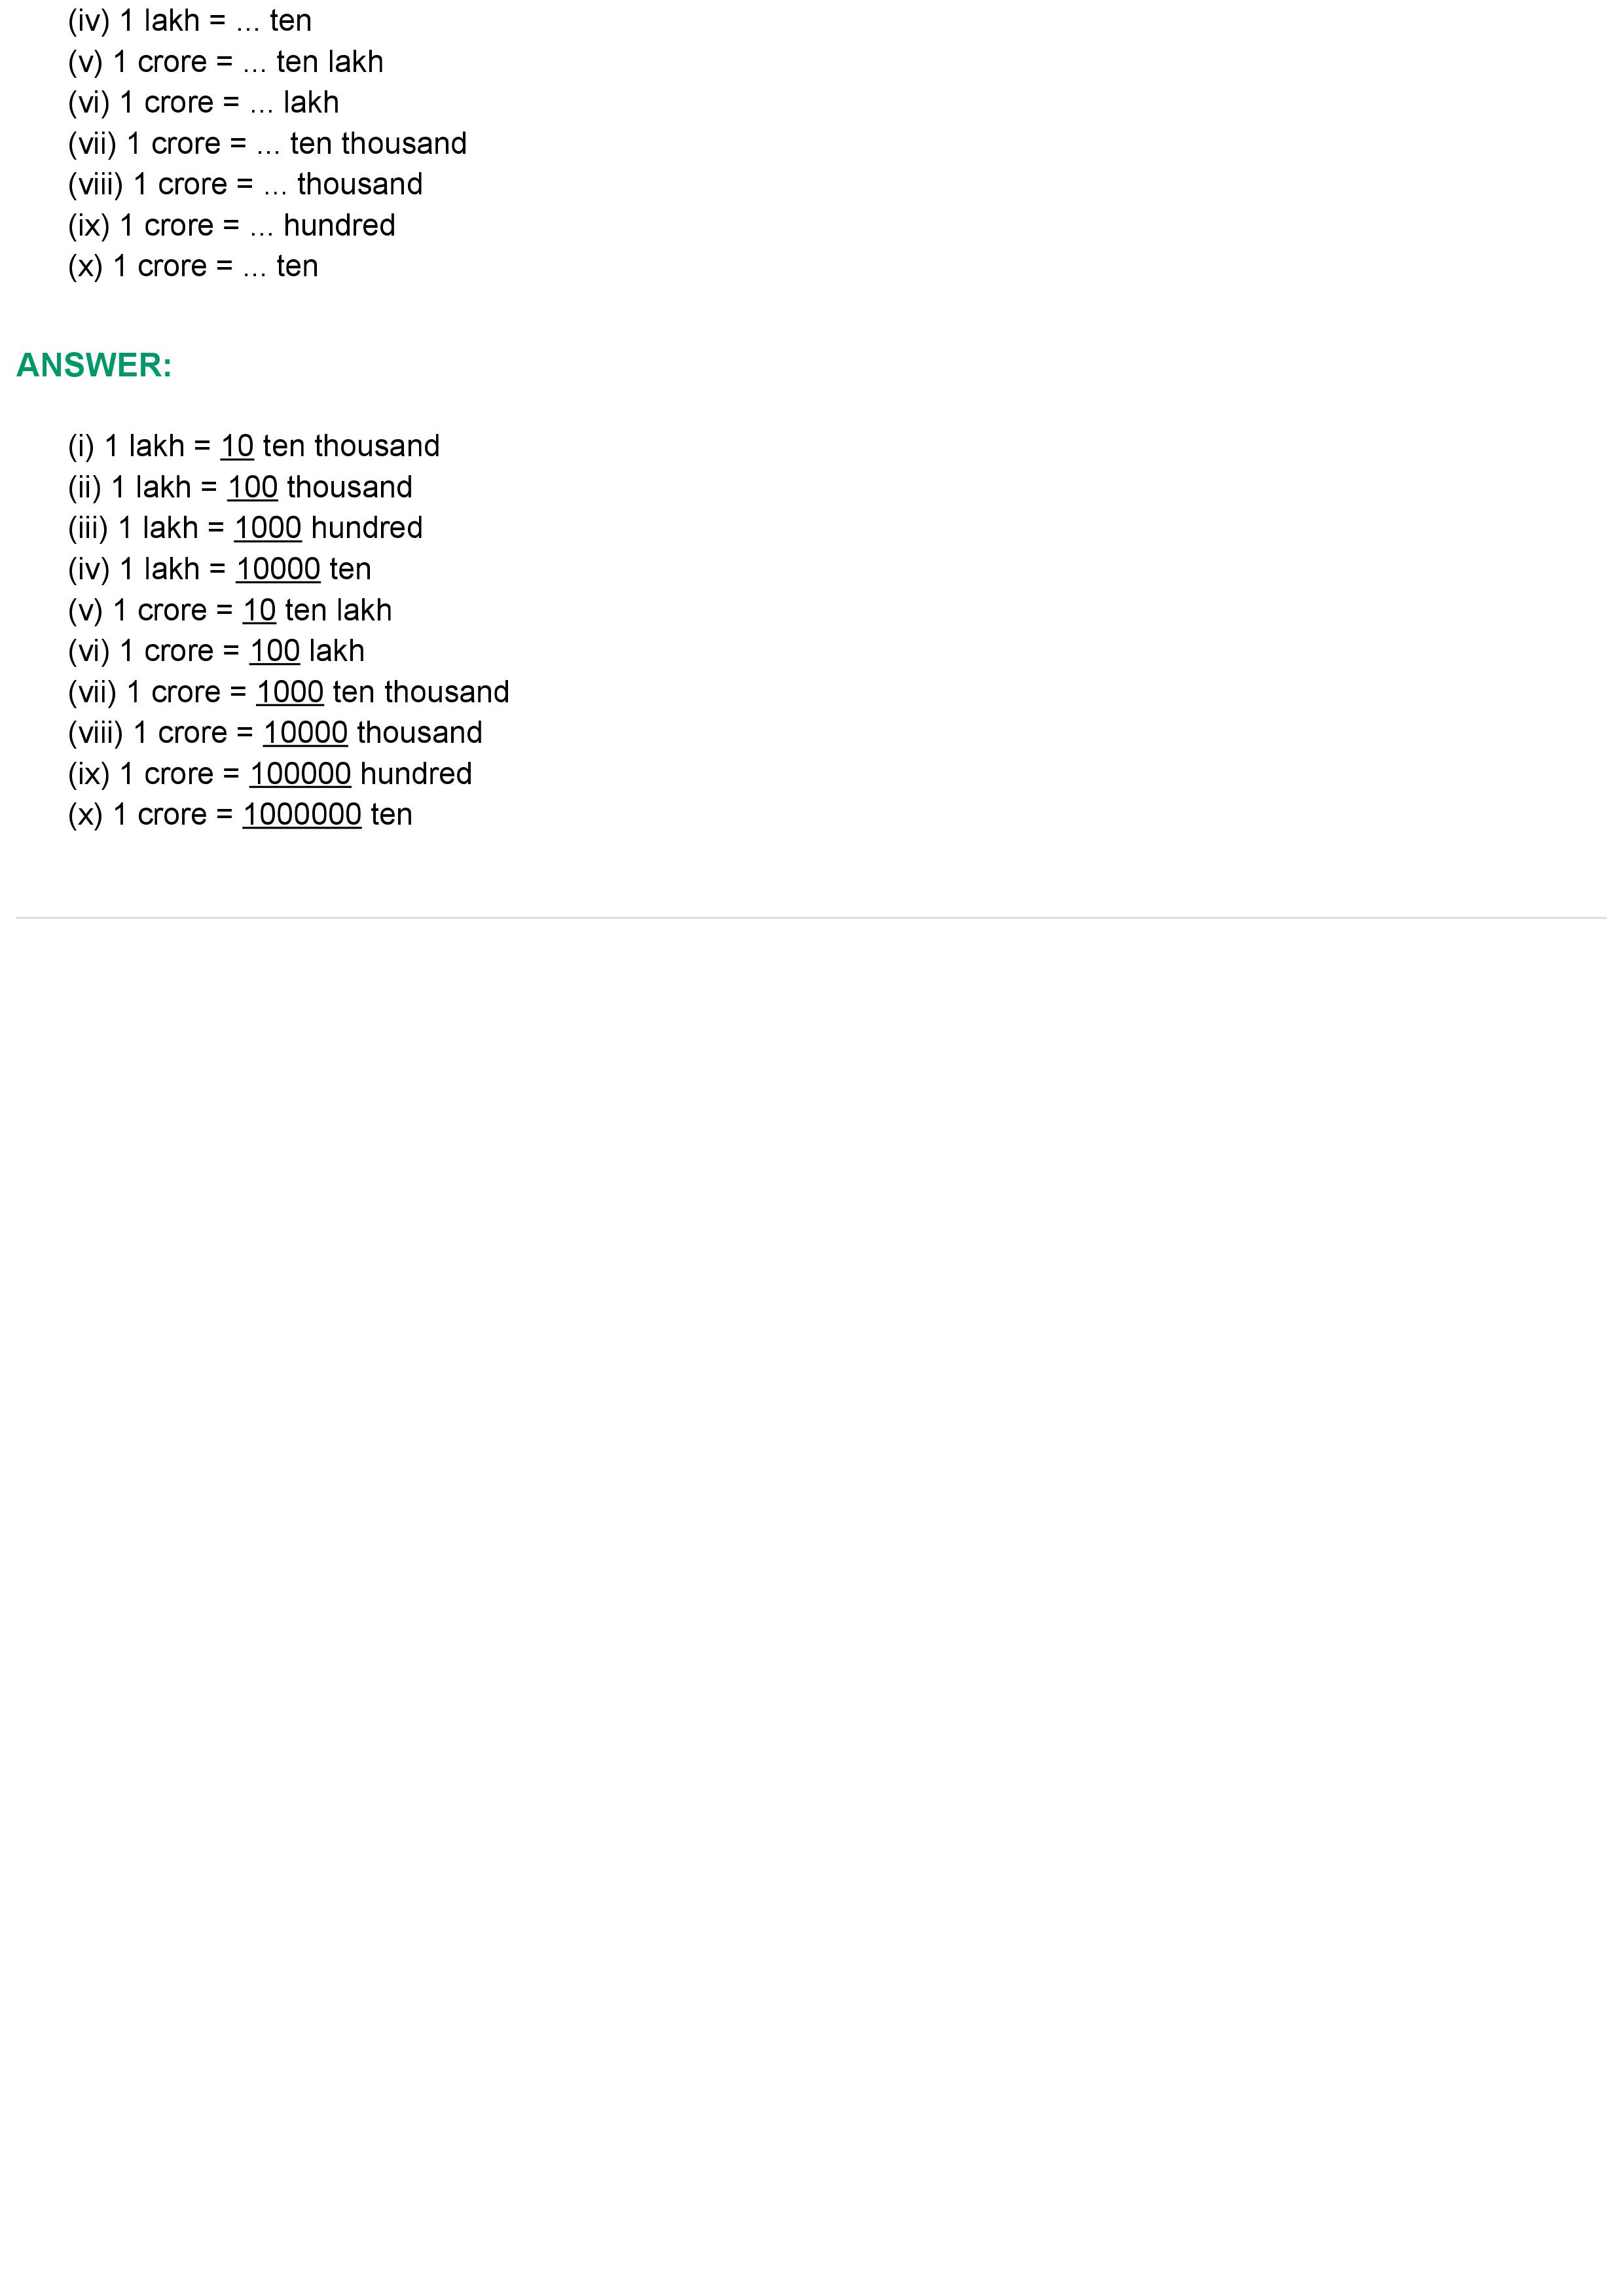 (iv) 1 lakh = ... ten
(v) 1 crore = ... ten lakh
(vi) 1 crore = ... lakh
(vii) 1 crore = ... ten thousand
(viii) 1 crore = ... thousand
(ix) 1 crore = ... hundred
(x) 1 crore = ... ten
ANSWER:
(i) 1 lakh = 10 ten thousand
(ii) 1 lakh = 100 thousand
(iii) 1 lakh = 1000 hundred
(iv) 1 lakh = 10000 ten
(v) 1 crore = 10 ten lakh
(vi) 1 crore = 100 lakh
(vii) 1 crore = 1000 ten thousand
(viii) 1 crore = 10000 thousand
(ix) 1 crore = 100000 hundred
(x) 1 crore = 1000000 ten